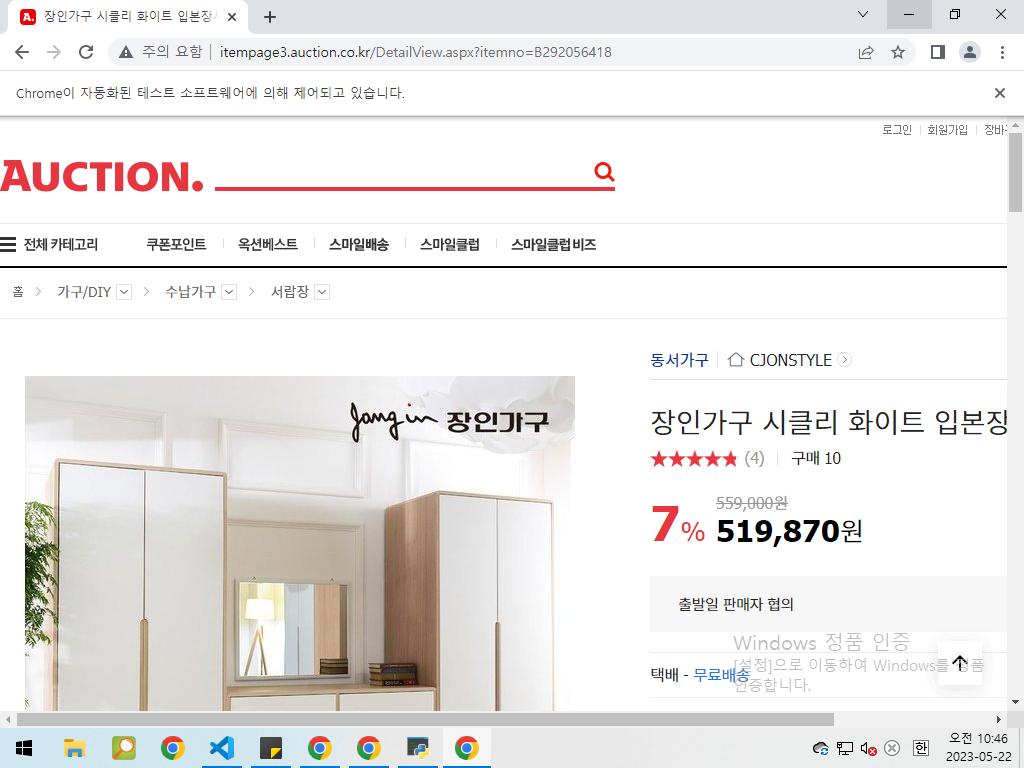 장인가구 시클리 화이트 입본장
주의 요함
itempage3.auction.co.kr/DetailView.aspx?itemno=B292056418
Chrome이 자동화된 테스트 소프트웨어에 의해 제어되고 있습니다.
로그인 회원가입 장바
AUCTION.
전체 카테고리 쿠폰포인트 옥션베스트 스마일배송 스마일클럽 스마일클럽 비즈
홈 가구/DIY 수납가구 서랍장
동서가구 CJONSTYLE
Jang in 장인가구
장인가구 시클리 화이트 입본장
(4) 구매 10
559,000원
7% 519,870원
출발일 판매자 협의
Windows 정품 인증
[설정]으로 이동하여 Windows를 정품
인증합니다.
택배 - 무료배송
한
오전 10:46
2023-05-22